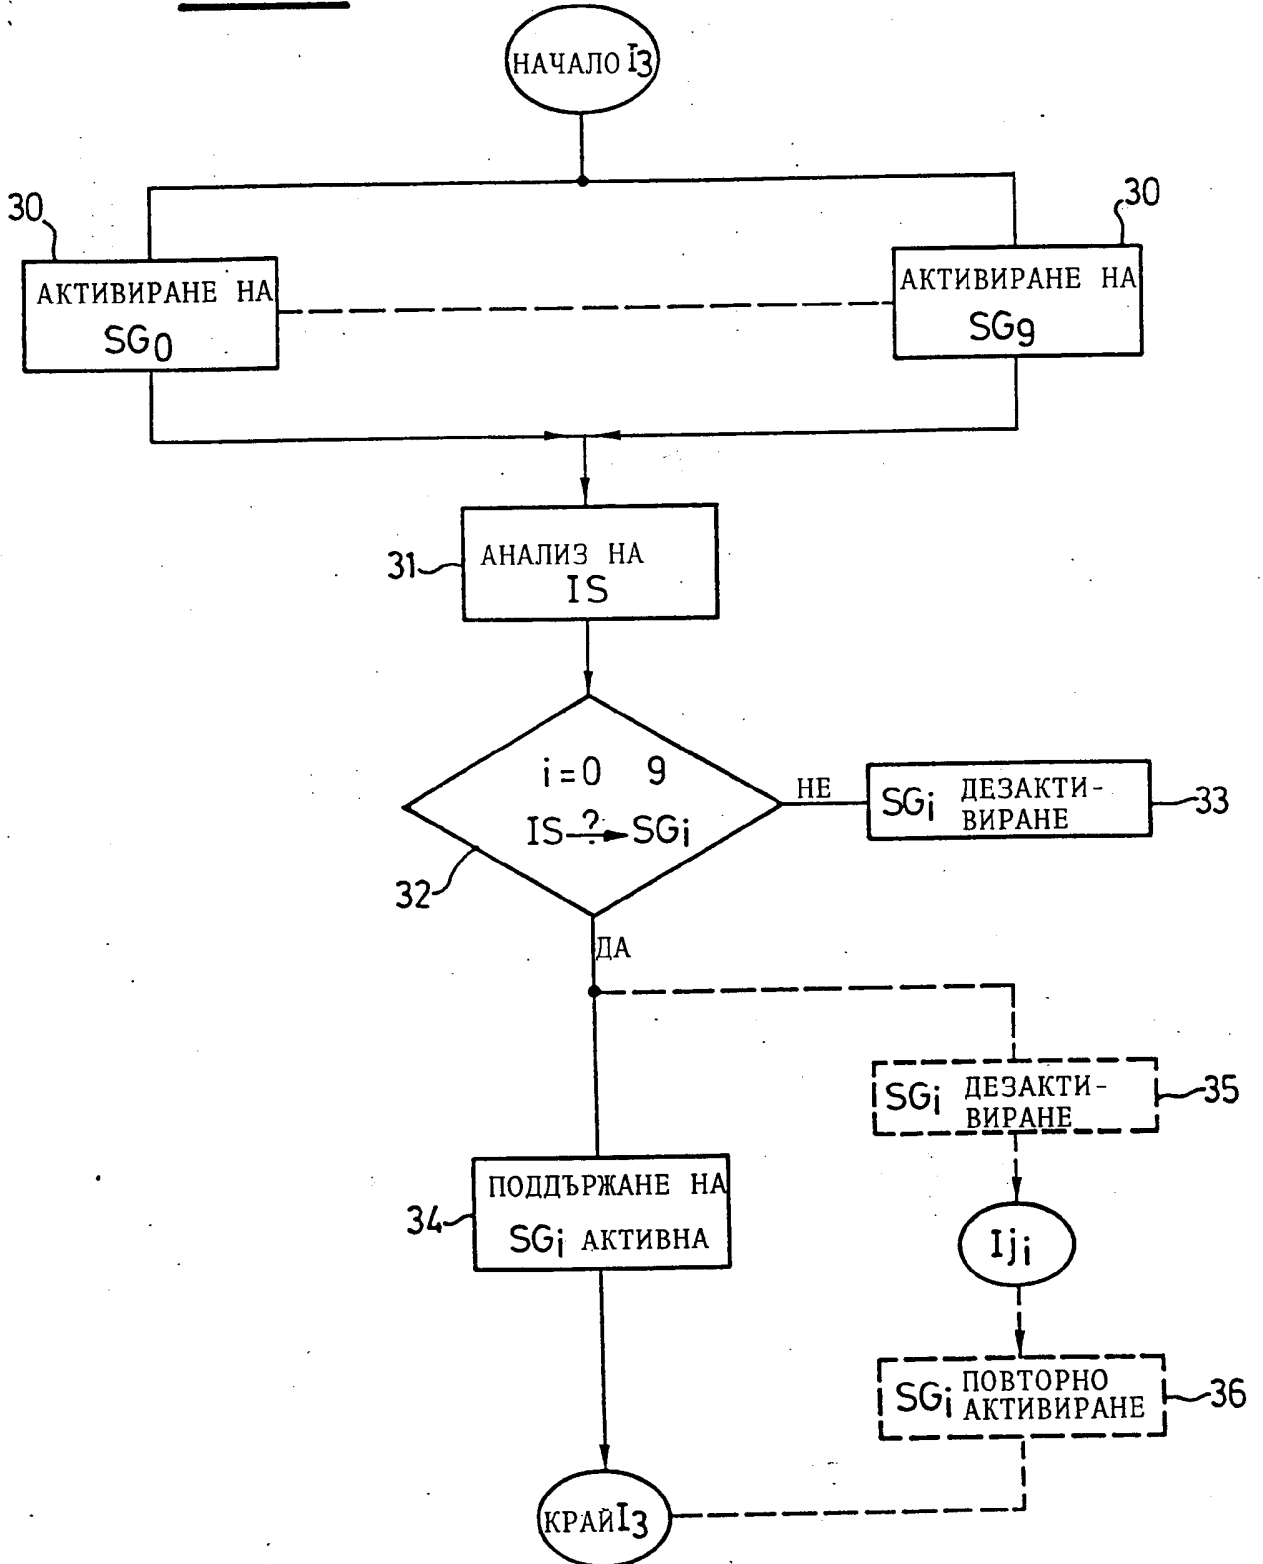 НАЧАЛО I3
30
30
АКТИВИРАНЕ НА
SG0
АКТИВИРАНЕ НА
SG9
31
АНАЛИЗ НА
IS
i=0 9
IS ? SGi
НЕ
SGi ДЕЗАКТИ-
ВИРАНЕ
33
32
ДА
SGi ДЕЗАКТИ-
ВИРАНЕ
35
34
ПОДДЪРЖАНЕ НА
SGi АКТИВНА
Iji
SGi ПОВТОРНО
АКТИВИРАНЕ
36
КРАЙ I3